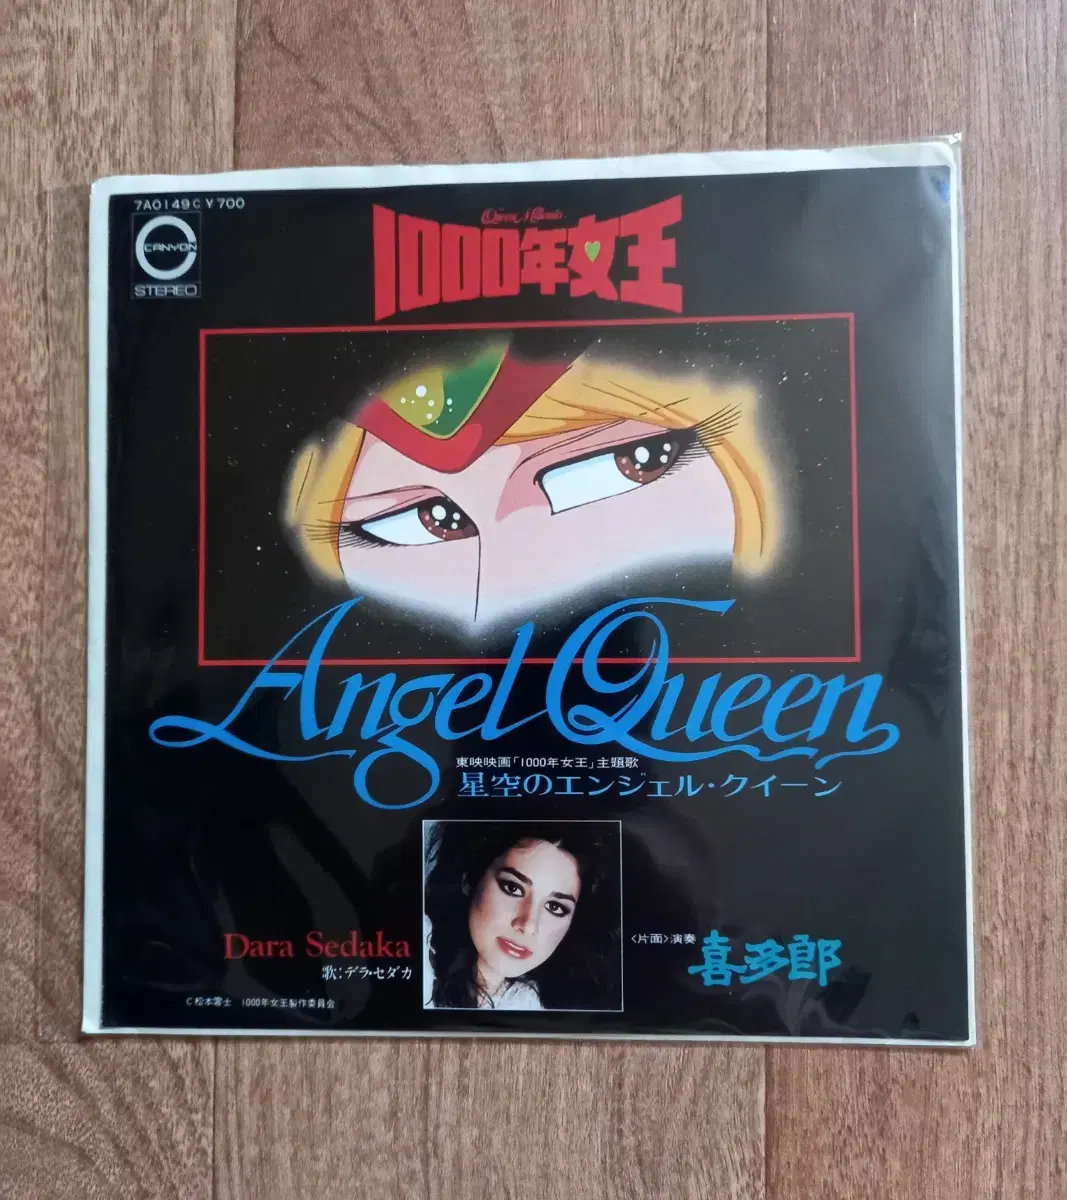 7A0149C ¥700
CANYON
STEREO
Queen Millennia
1000年女王
Angel Queen
東映映画「1000年女王」主題歌
星空のエンジェル・クイーン
Dara Sedaka
歌:デラ・セダカ
〈片面〉演奏 喜多郎
C 松本零士 1000年女王製作委員会